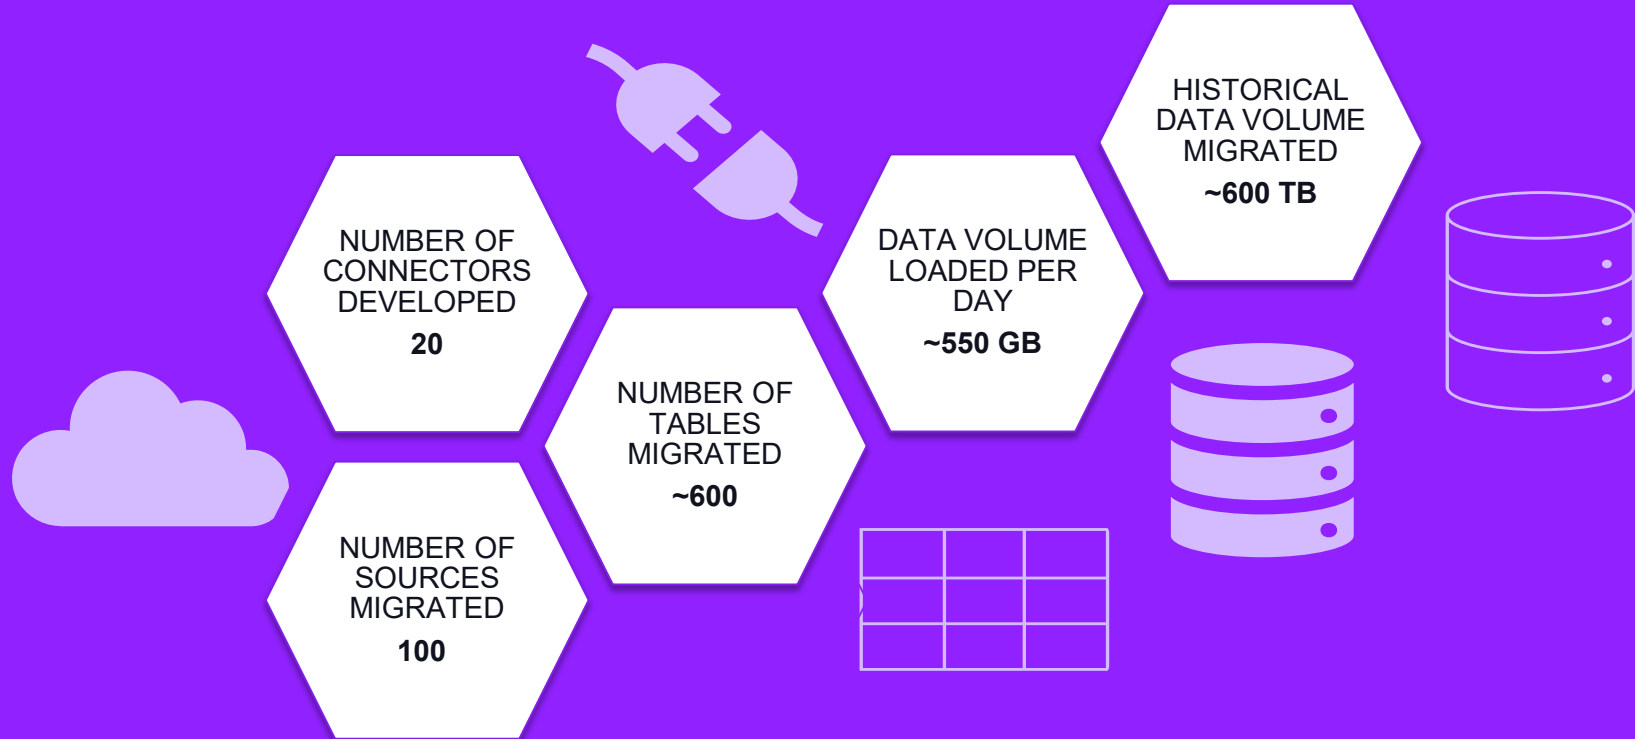 NUMBER OF
CONNECTORS
DEVELOPED
20
NUMBER OF
SOURCES
MIGRATED
100
NUMBER OF
TABLES
MIGRATED
~600
DATA VOLUME
LOADED PER
DAY
~550 GB
HISTORICAL
DATA VOLUME
MIGRATED
~600 TB